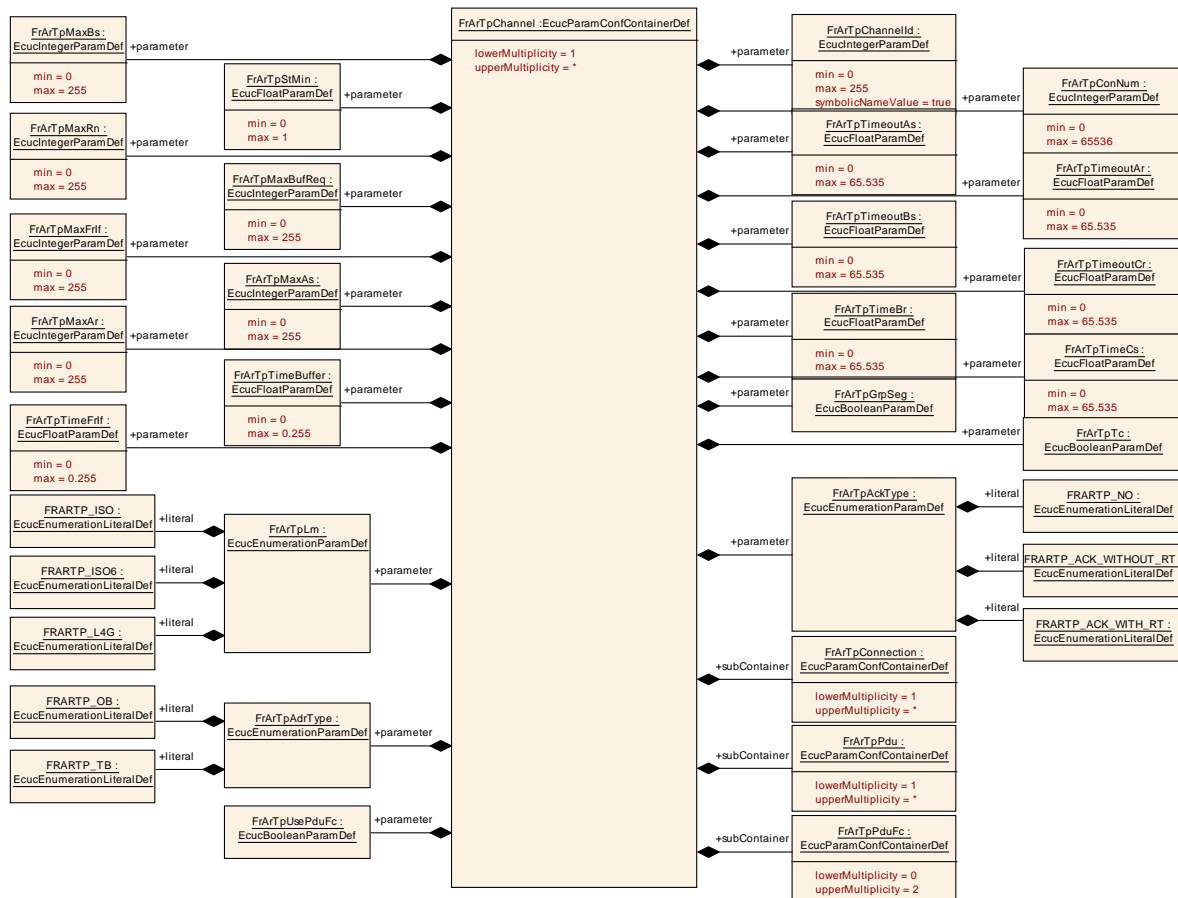 FrArTpChannel :EcucParamConfContainerDef
lowerMultiplicity = 1
upperMultiplicity = *
FrArTpMaxBs :
EcucIntegerParamDef
min = 0
max = 255
+parameter
FrArTpStMin :
EcucFloatParamDef
min = 0
max = 1
+parameter
FrArTpMaxRn :
EcucIntegerParamDef
min = 0
max = 255
+parameter
FrArTpMaxBufReq :
EcucIntegerParamDef
min = 0
max = 255
+parameter
FrArTpMaxFrIf :
EcucIntegerParamDef
min = 0
max = 255
+parameter
FrArTpMaxAs :
EcucIntegerParamDef
min = 0
max = 255
+parameter
FrArTpMaxAr :
EcucIntegerParamDef
min = 0
max = 255
+parameter
FrArTpTimeBuffer :
EcucFloatParamDef
min = 0
max = 0.255
+parameter
FrArTpTimeFrIf :
EcucFloatParamDef
min = 0
max = 0.255
+parameter
FRARTP_ISO :
EcucEnumerationLiteralDef
+literal
FRARTP_ISO6 :
EcucEnumerationLiteralDef
+literal
FRARTP_L4G :
EcucEnumerationLiteralDef
+literal
FrArTpLm :
EcucEnumerationParamDef
+parameter
FRARTP_OB :
EcucEnumerationLiteralDef
+literal
FRARTP_TB :
EcucEnumerationLiteralDef
+literal
FrArTpAdrType :
EcucEnumerationParamDef
+parameter
FrArTpUsePduFc :
EcucBooleanParamDef
+parameter
+parameter
FrArTpChannelId :
EcucIntegerParamDef
min = 0
max = 255
symbolicNameValue = true
+parameter
FrArTpConNum :
EcucIntegerParamDef
min = 0
max = 65536
+parameter
FrArTpTimeoutAs :
EcucFloatParamDef
min = 0
max = 65.535
+parameter
FrArTpTimeoutAr :
EcucFloatParamDef
min = 0
max = 65.535
+parameter
FrArTpTimeoutBs :
EcucFloatParamDef
min = 0
max = 65.535
+parameter
FrArTpTimeoutCr :
EcucFloatParamDef
min = 0
max = 65.535
+parameter
FrArTpTimeBr :
EcucFloatParamDef
min = 0
max = 65.535
+parameter
FrArTpTimeCs :
EcucFloatParamDef
min = 0
max = 65.535
+parameter
FrArTpGrpSeg :
EcucBooleanParamDef
+parameter
FrArTpTc :
EcucBooleanParamDef
+parameter
FrArTpAckType :
EcucEnumerationParamDef
+literal
FRARTP_NO :
EcucEnumerationLiteralDef
+literal
FRARTP_ACK_WITHOUT_RT :
EcucEnumerationLiteralDef
+literal
FRARTP_ACK_WITH_RT :
EcucEnumerationLiteralDef
+subContainer
FrArTpConnection :
EcucParamConfContainerDef
lowerMultiplicity = 1
upperMultiplicity = *
+subContainer
FrArTpPdu :
EcucParamConfContainerDef
lowerMultiplicity = 1
upperMultiplicity = *
+subContainer
FrArTpPduFc :
EcucParamConfContainerDef
lowerMultiplicity = 0
upperMultiplicity = 2